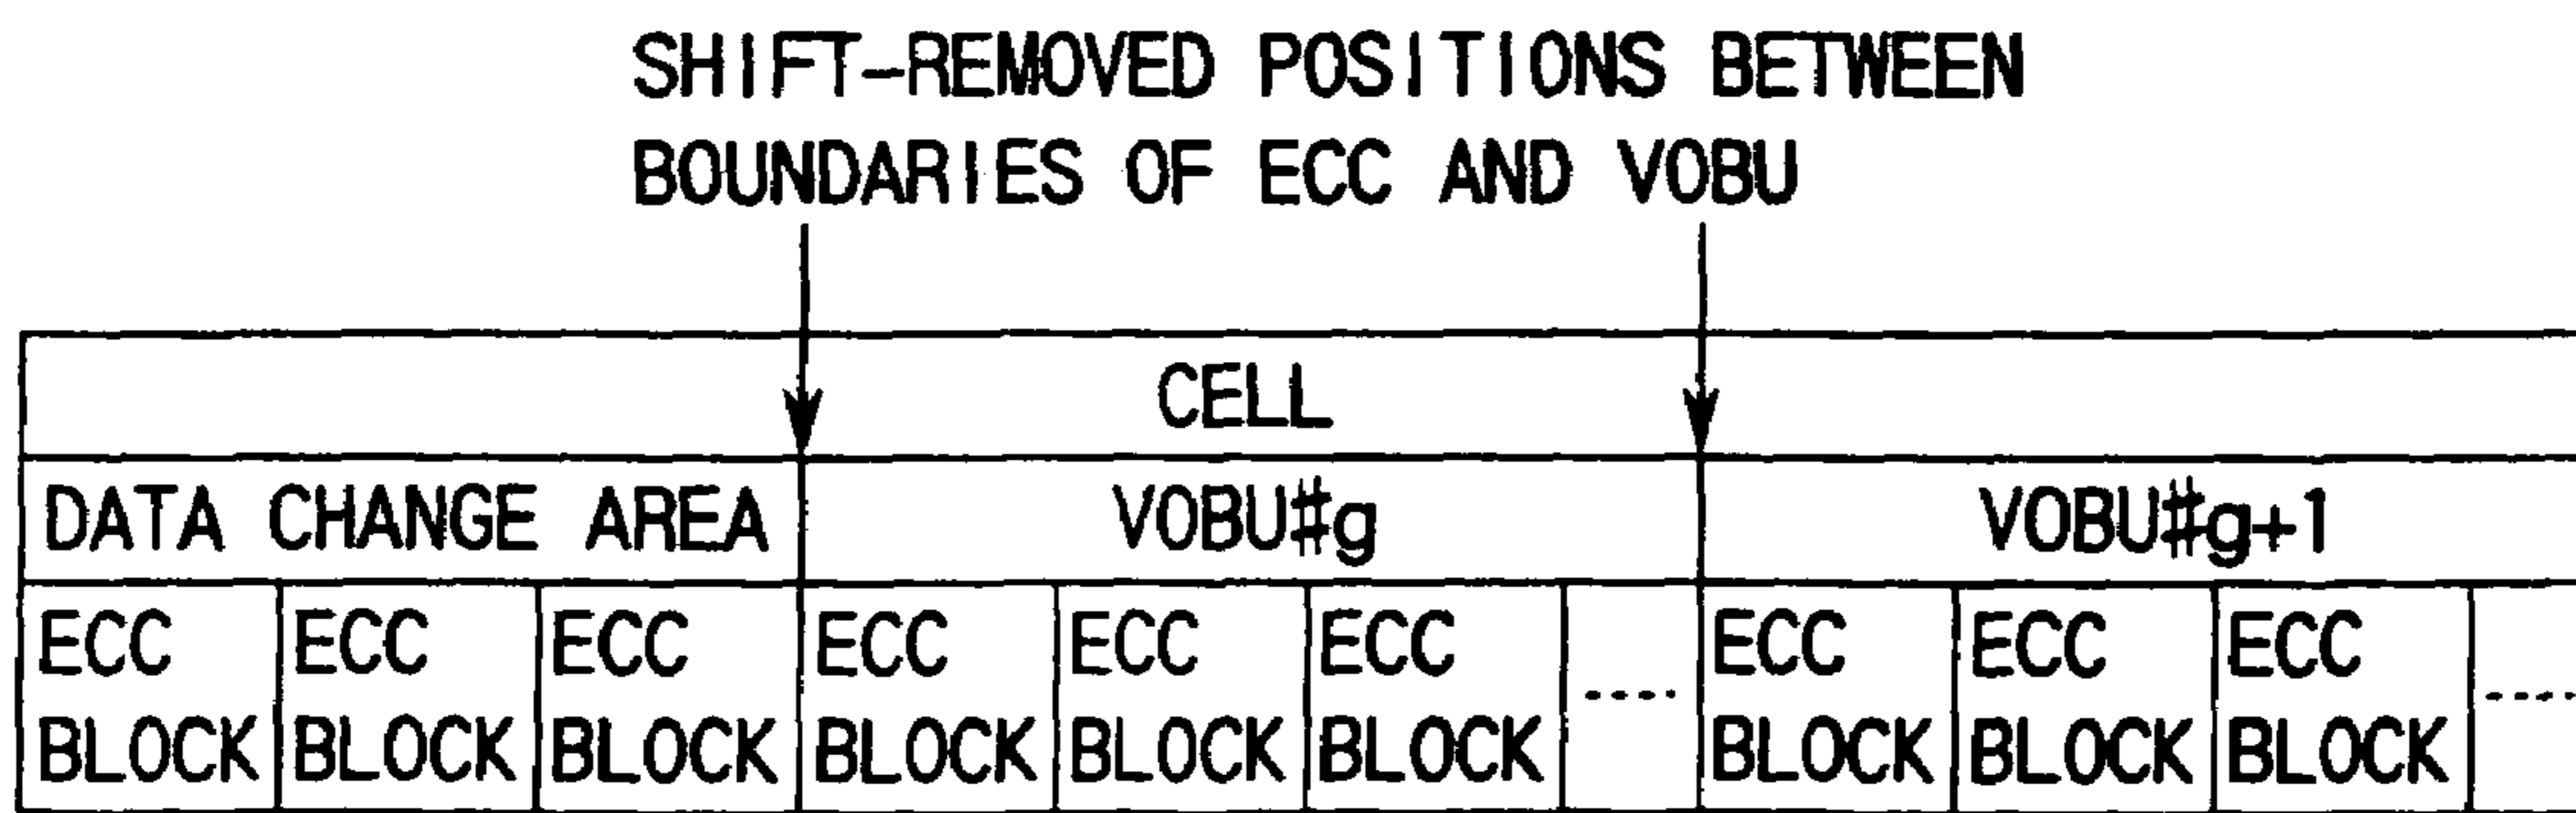 SHIFT-REMOVED POSITIONS BETWEEN
BOUNDARIES OF ECC AND VOBU
CELL
DATA CHANGE AREA VOBU#g VOBU#g+1
ECC ECC ECC ECC ECC ECC ECC ECC ECC
BLOCK BLOCK BLOCK BLOCK BLOCK BLOCK ..... BLOCK BLOCK BLOCK .....